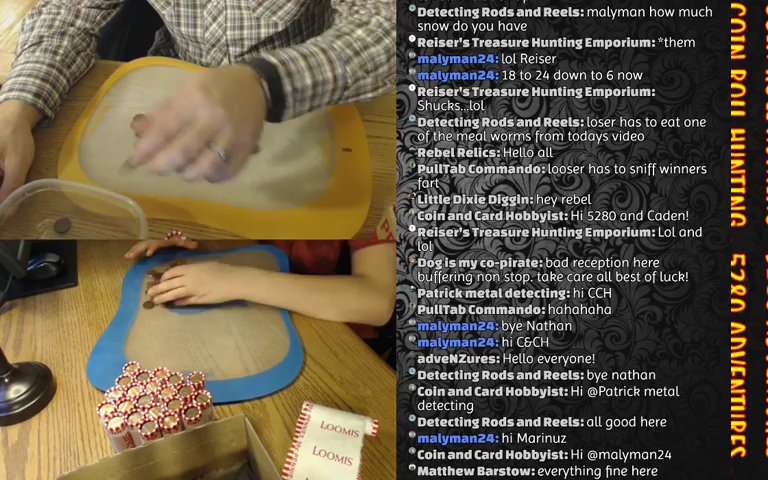 Detecting Rods and Reels: malyman how much
snow do you have
Reiser's Treasure Hunting Emporium: *them
malyman24: lol Reiser
malyman24: 18 to 24 down to 6 now
Reiser's Treasure Hunting Emporium:
Shucks...lol
Detecting Rods and Reels: loser has to eat one
of the meal worms from todays video
Rebel Relics: Hello all
PullTab Commando: looser has to sniff winners
fart
Little Dixie Diggin: hey rebel
Coin and Card Hobbyist: Hi 5280 and Caden!
Reiser's Treasure Hunting Emporium: Lol and
lol
Dog is my co-pirate: bad reception here
buffering non stop. take care all best of luck!
Patrick metal detecting: hi CCH
PullTab Commando: hahahaha
malyman24: bye Nathan
malyman24: hi C&CH
adveNZures: Hello everyone!
Detecting Rods and Reels: bye nathan
Coin and Card Hobbyist: Hi @Patrick metal
detecting
Detecting Rods and Reels: all good here
malyman24: hi Marinuz
Coin and Card Hobbyist: Hi @malyman24
Matthew Barstow: everything fine here
LOOMIS
LOOMIS
COIN ROLL HUNTING
5280 ADVENTURES